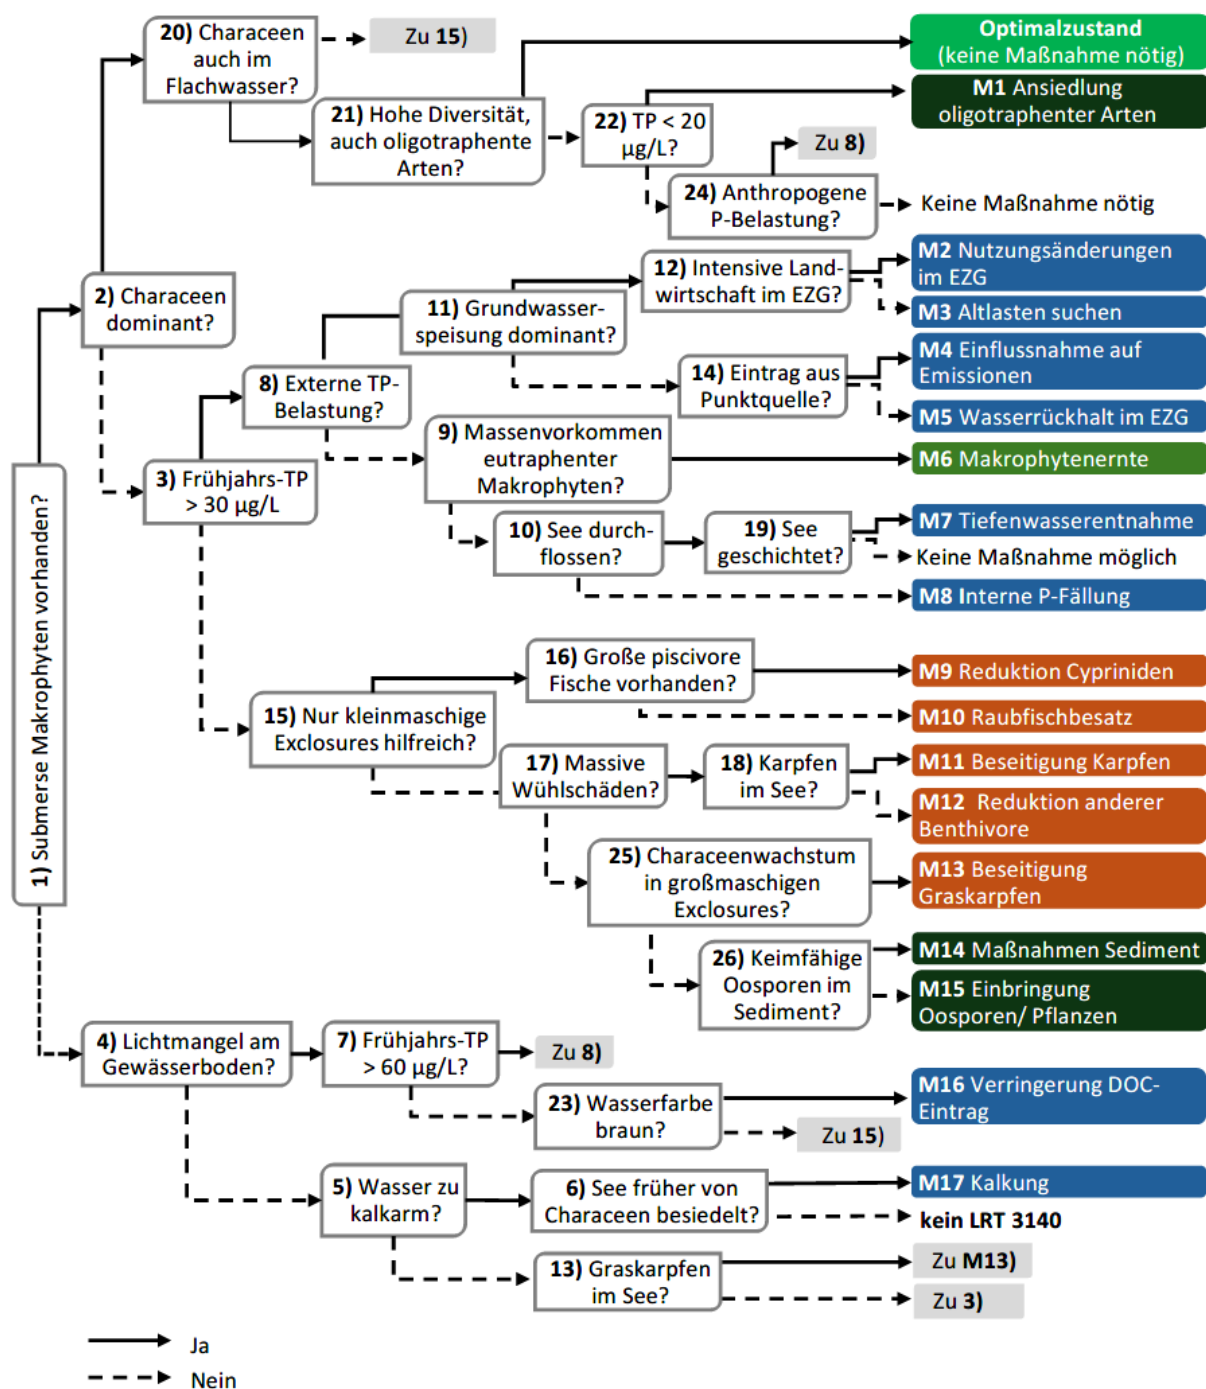 20) Characeen
auch im
Flachwasser?
Zu 15)
Optimalzustand
(keine Maßnahme nötig)
21) Hohe Diversität,
auch oligotraphente
Arten?
22) TP < 20
µg/L?
M1 Ansiedlung
oligotraphenter Arten
Zu 8)
24) Anthropogene
P-Belastung?
Keine Maßnahme nötig
2) Characeen
dominant?
12) Intensive Land-
wirtschaft im EZG?
M2 Nutzungsänderungen
im EZG
11) Grundwasser-
speisung dominant?
M3 Altlasten suchen
8) Externe TP-
Belastung?
14) Eintrag aus
Punktquelle?
M4 Einflussnahme auf
Emissionen
M5 Wasserrückhalt im EZG
9) Massenvorkommen
eutraphenter
Makrophyten?
M6 Makrophytenernte
3) Frühjahrs-TP
> 30 µg/L
10) See durch-
flossen?
19) See
geschichtet?
M7 Tiefenwasserentnahme
Keine Maßnahme möglich
M8 Interne P-Fällung
1) Submerse Makrophyten vorhanden?
16) Große piscivore
Fische vorhanden?
M9 Reduktion Cypriniden
M10 Raubfischbesatz
15) Nur kleinmaschige
Exclosures hilfreich?
17) Massive
Wühlschäden?
18) Karpfen
im See?
M11 Beseitigung Karpfen
M12 Reduktion anderer
Benthivore
25) Characeenwachstum
in großmaschigen
Exclosures?
M13 Beseitigung
Graskarpfen
26) Keimfähige
Oosporen im
Sediment?
M14 Maßnahmen Sediment
M15 Einbringung
Oosporen/ Pflanzen
4) Lichtmangel am
Gewässerboden?
7) Frühjahrs-TP
> 60 µg/L?
Zu 8)
23) Wasserfarbe
braun?
M16 Verringerung DOC-
Eintrag
Zu 15)
5) Wasser zu
kalkarm?
6) See früher von
Characeen besiedelt?
M17 Kalkung
kein LRT 3140
13) Graskarpfen
im See?
Zu M13)
Zu 3)
Ja
Nein